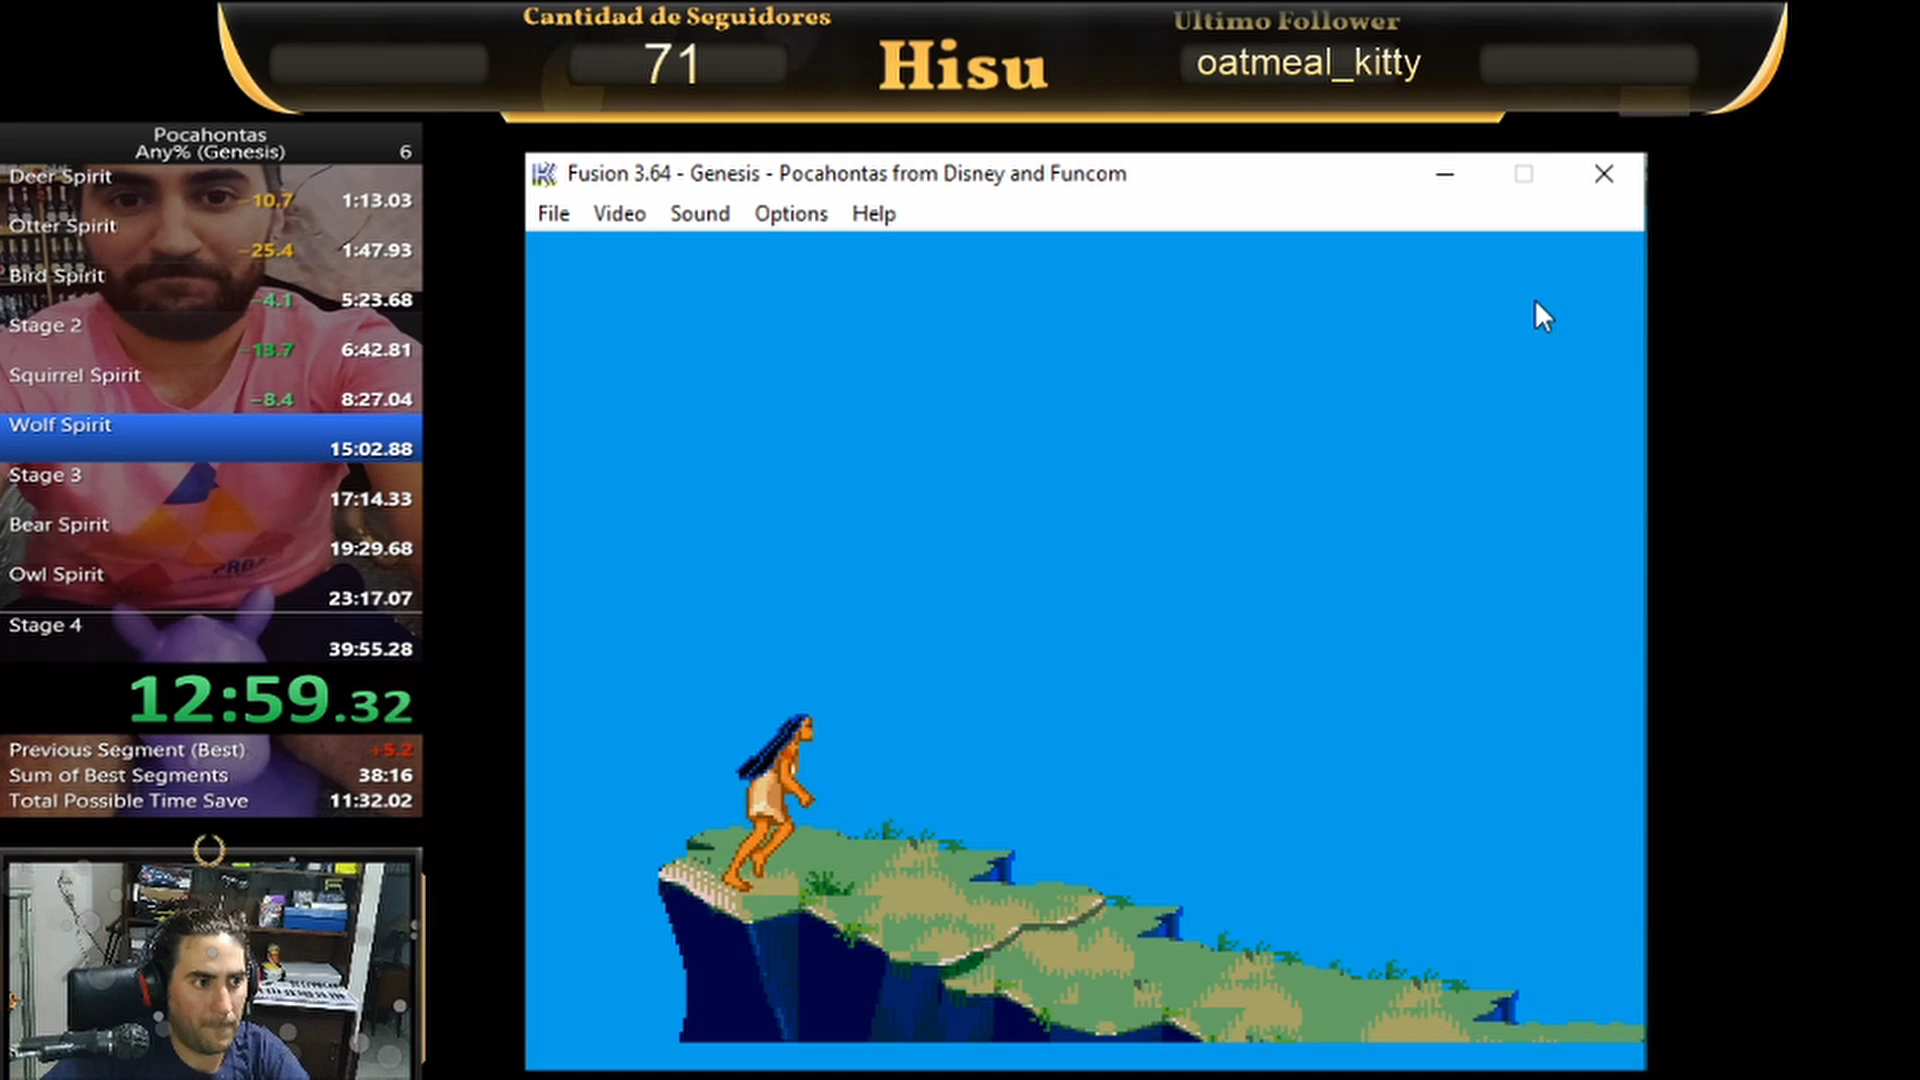 Cantidad de Seguidores
71
Hisu
Ultimo Follower
oatmeal_kitty
Pocahontas
Any% (Genesis) 6
Deer Spirit
-10.7 1:13.03
Otter Spirit
-25.4 1:47.93
Bird Spirit
-4.1 5:23.68
Stage 2
-13.7 6:42.81
Squirrel Spirit
-8.4 8:27.04
Wolf Spirit
15:02.88
Stage 3
17:14.33
Bear Spirit
19:29.68
Owl Spirit
23:17.07
Stage 4
39:55.28
12:59.32
Previous Segment (Best) +5.2
Sum of Best Segments 38:16
Total Possible Time Save 11:32.02
Fusion 3.64 - Genesis - Pocahontas from Disney and Funcom
File Video Sound Options Help